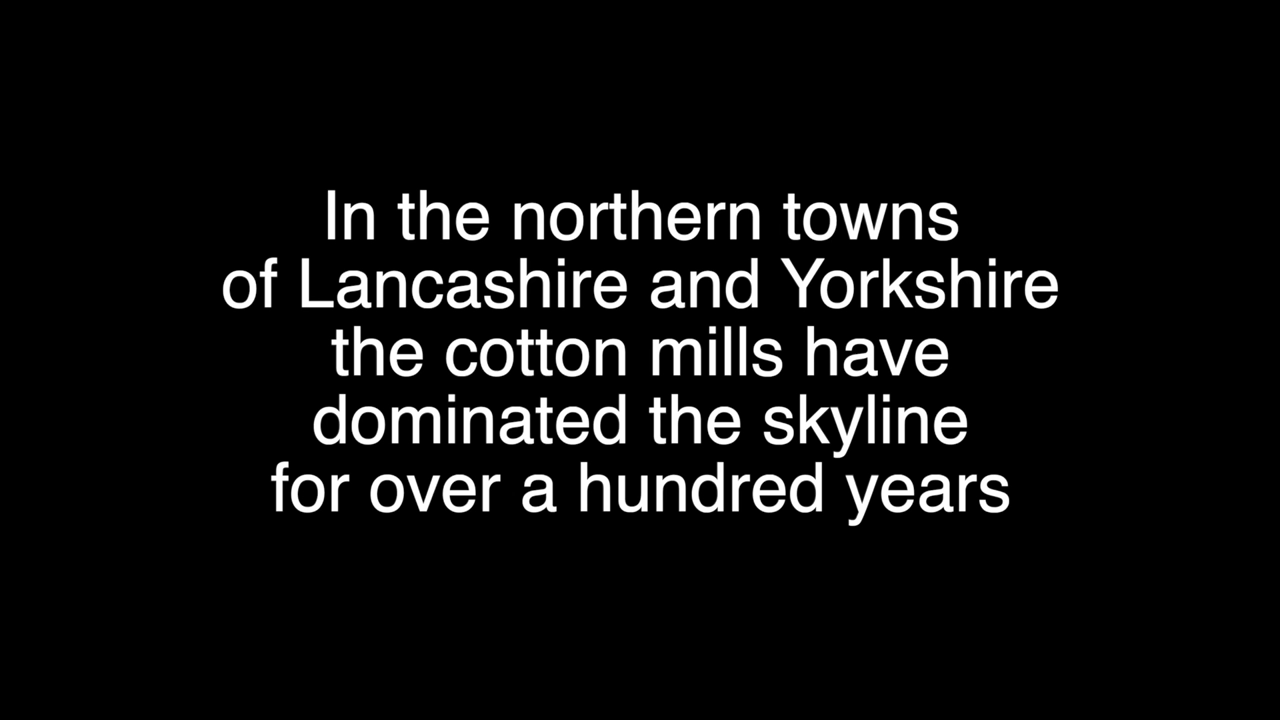 In the northern towns
of Lancashire and Yorkshire
the cotton mills have
dominated the skyline
for over a hundred years